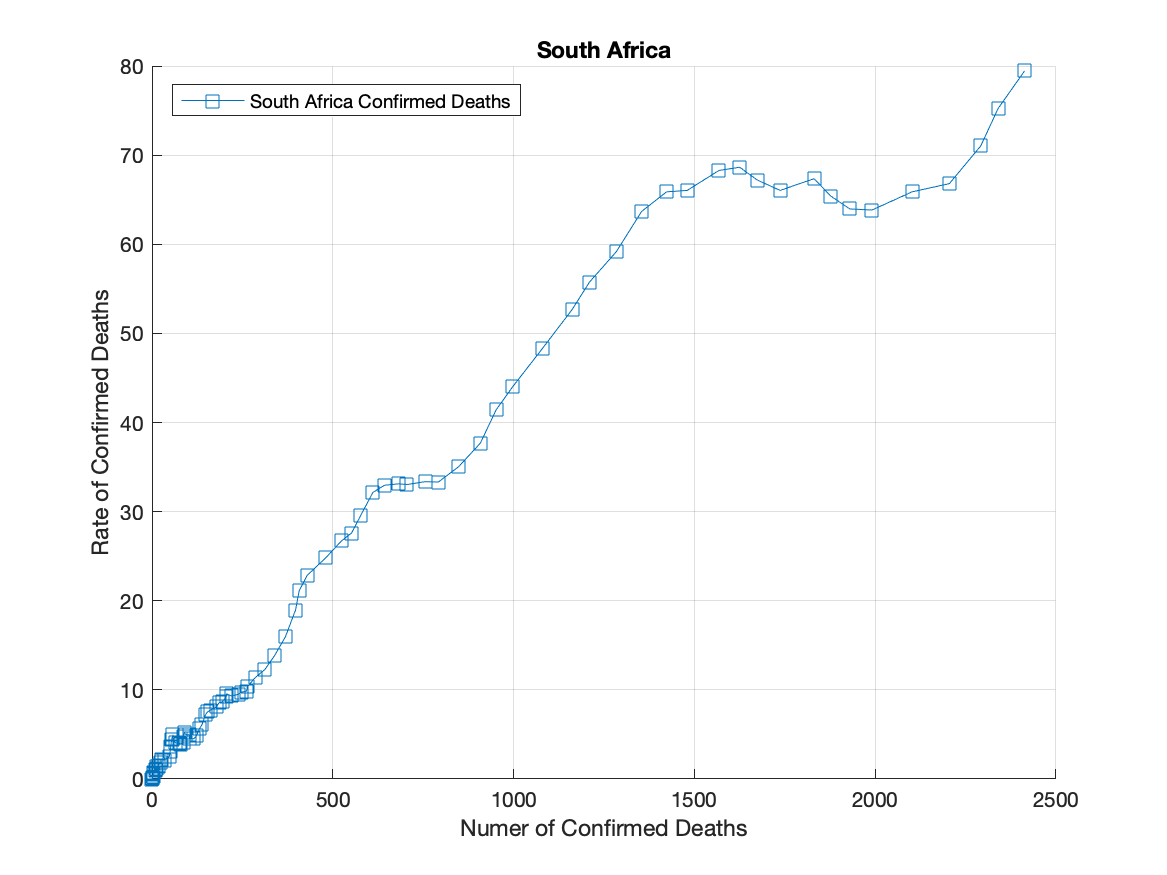 South Africa
South Africa Confirmed Deaths
80
70
60
50
40
30
20
10
0
Rate of Confirmed Deaths
0 500 1000 1500 2000 2500
Numer of Confirmed Deaths